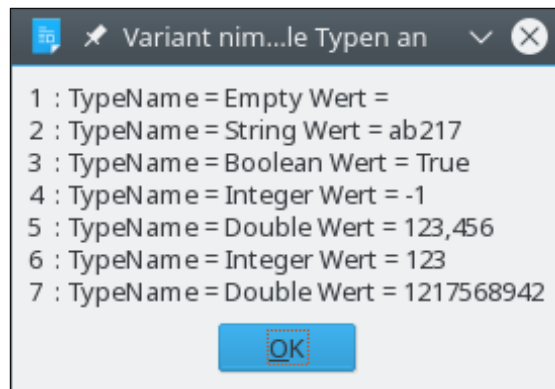 Variant nim...le Typen an
1 : TypeName = Empty Wert =
2 : TypeName = String Wert = ab217
3 : TypeName = Boolean Wert = True
4 : TypeName = Integer Wert = -1
5 : TypeName = Double Wert = 123,456
6 : TypeName = Integer Wert = 123
7 : TypeName = Double Wert = 1217568942
OK